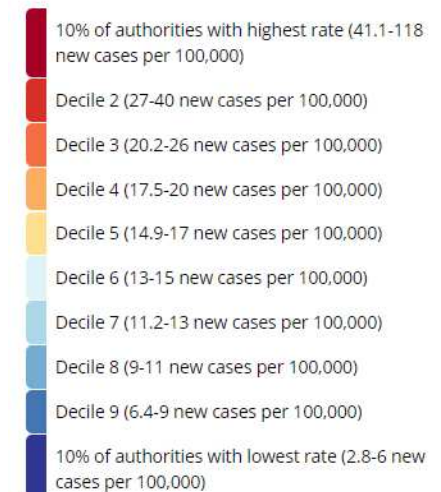 10% of authorities with highest rate (41.1-118
new cases per 100,000)
Decile 2 (27-40 new cases per 100,000)
Decile 3 (20.2-26 new cases per 100,000)
Decile 4 (17.5-20 new cases per 100,000)
Decile 5 (14.9-17 new cases per 100,000)
Decile 6 (13-15 new cases per 100,000)
Decile 7 (11.2-13 new cases per 100,000)
Decile 8 (9-11 new cases per 100,000)
Decile 9 (6.4-9 new cases per 100,000)
10% of authorities with lowest rate (2.8-6 new
cases per 100,000)